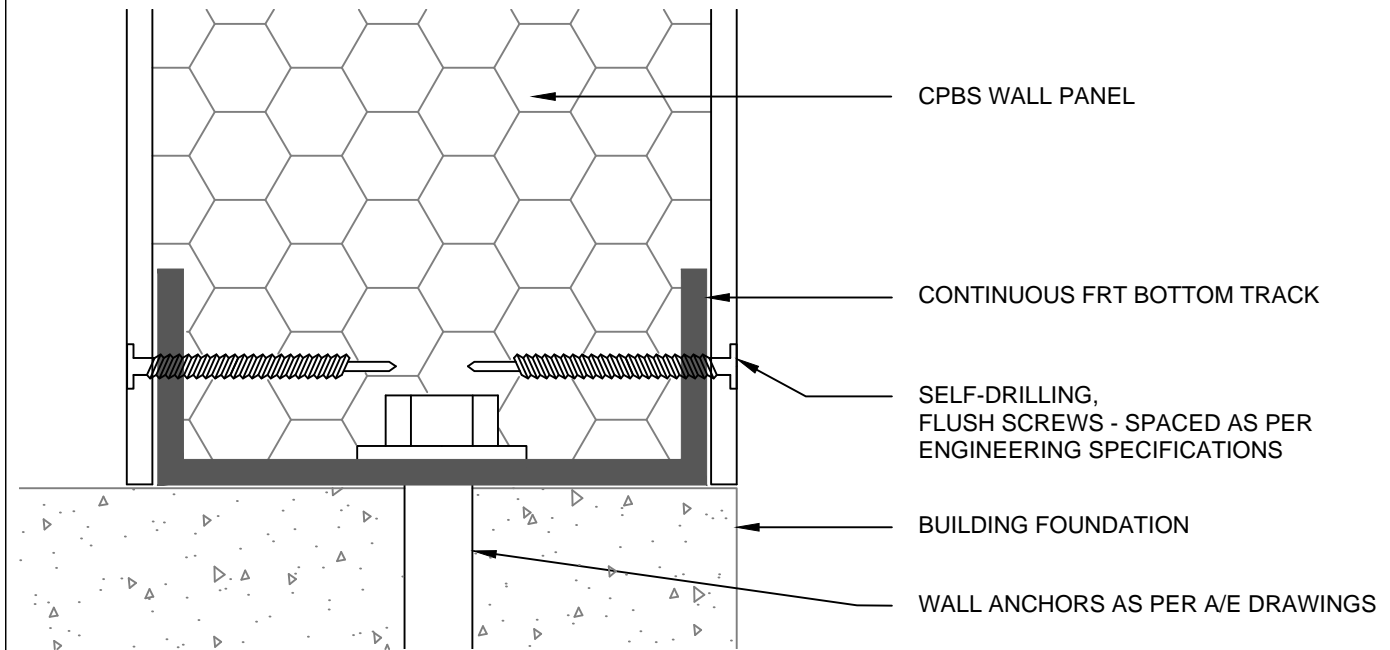 CPBS WALL PANEL
CONTINUOUS FRT BOTTOM TRACK
SELF-DRILLING,
FLUSH SCREWS - SPACED AS PER
ENGINEERING SPECIFICATIONS
BUILDING FOUNDATION
WALL ANCHORS AS PER A/E DRAWINGS